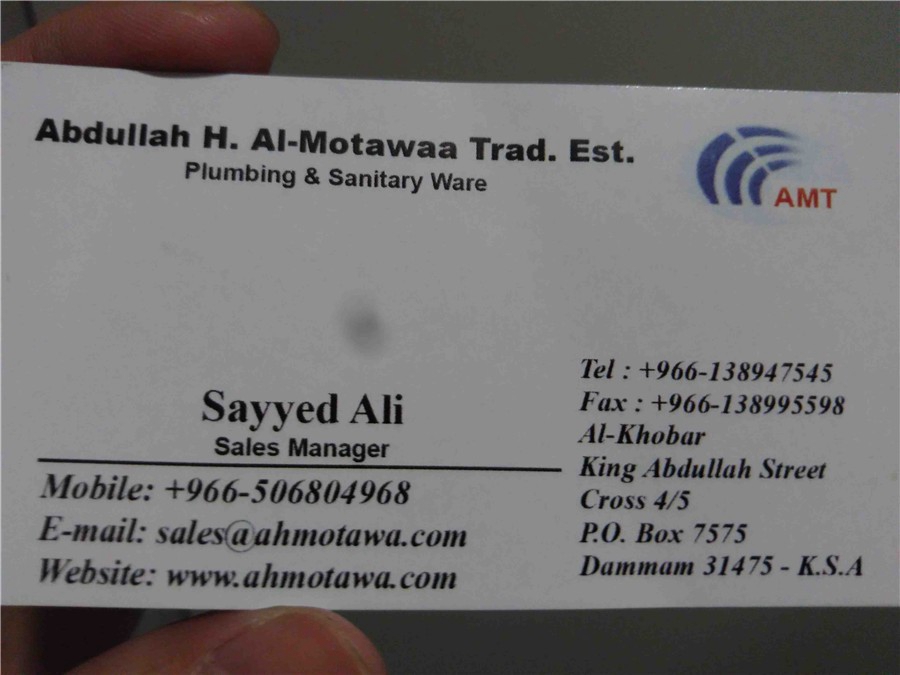 Abdullah H. Al-Motawaa Trad. Est.
Plumbing & Sanitary Ware
AMT
Sayyed Ali
Sales Manager
Mobile: +966-506804968
E-mail: sales@ahmotawa.com
Website: www.ahmotawa.com
Tel : +966-138947545
Fax : +966-138995598
Al-Khobar
King Abdullah Street
Cross 4/5
P.O. Box 7575
Dammam 31475 - K.S.A